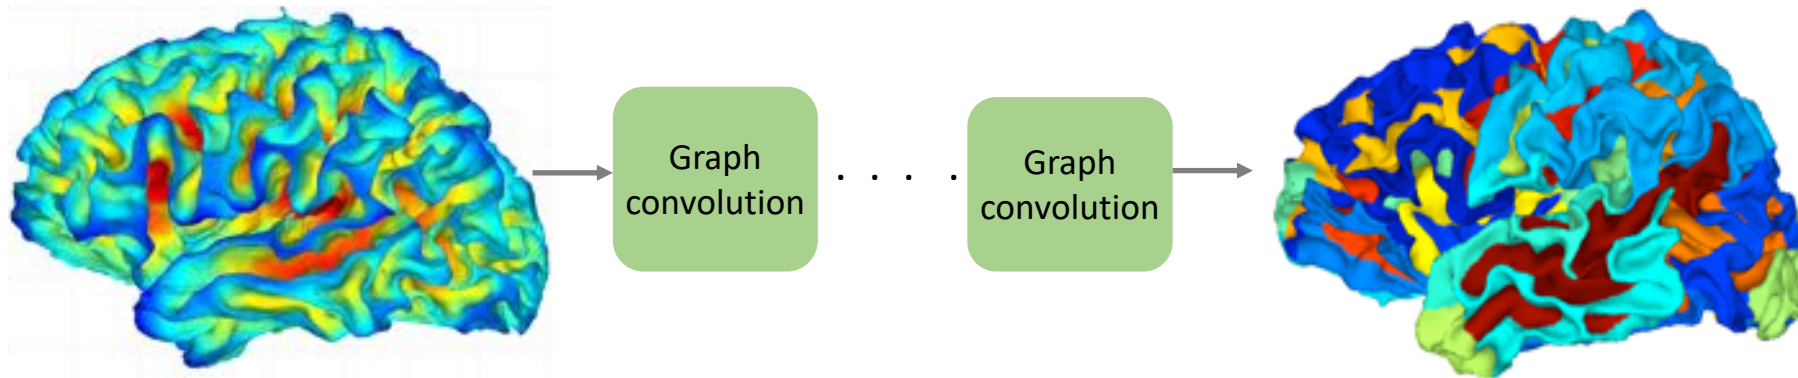 Graph
convolution
. . . .
Graph
convolution